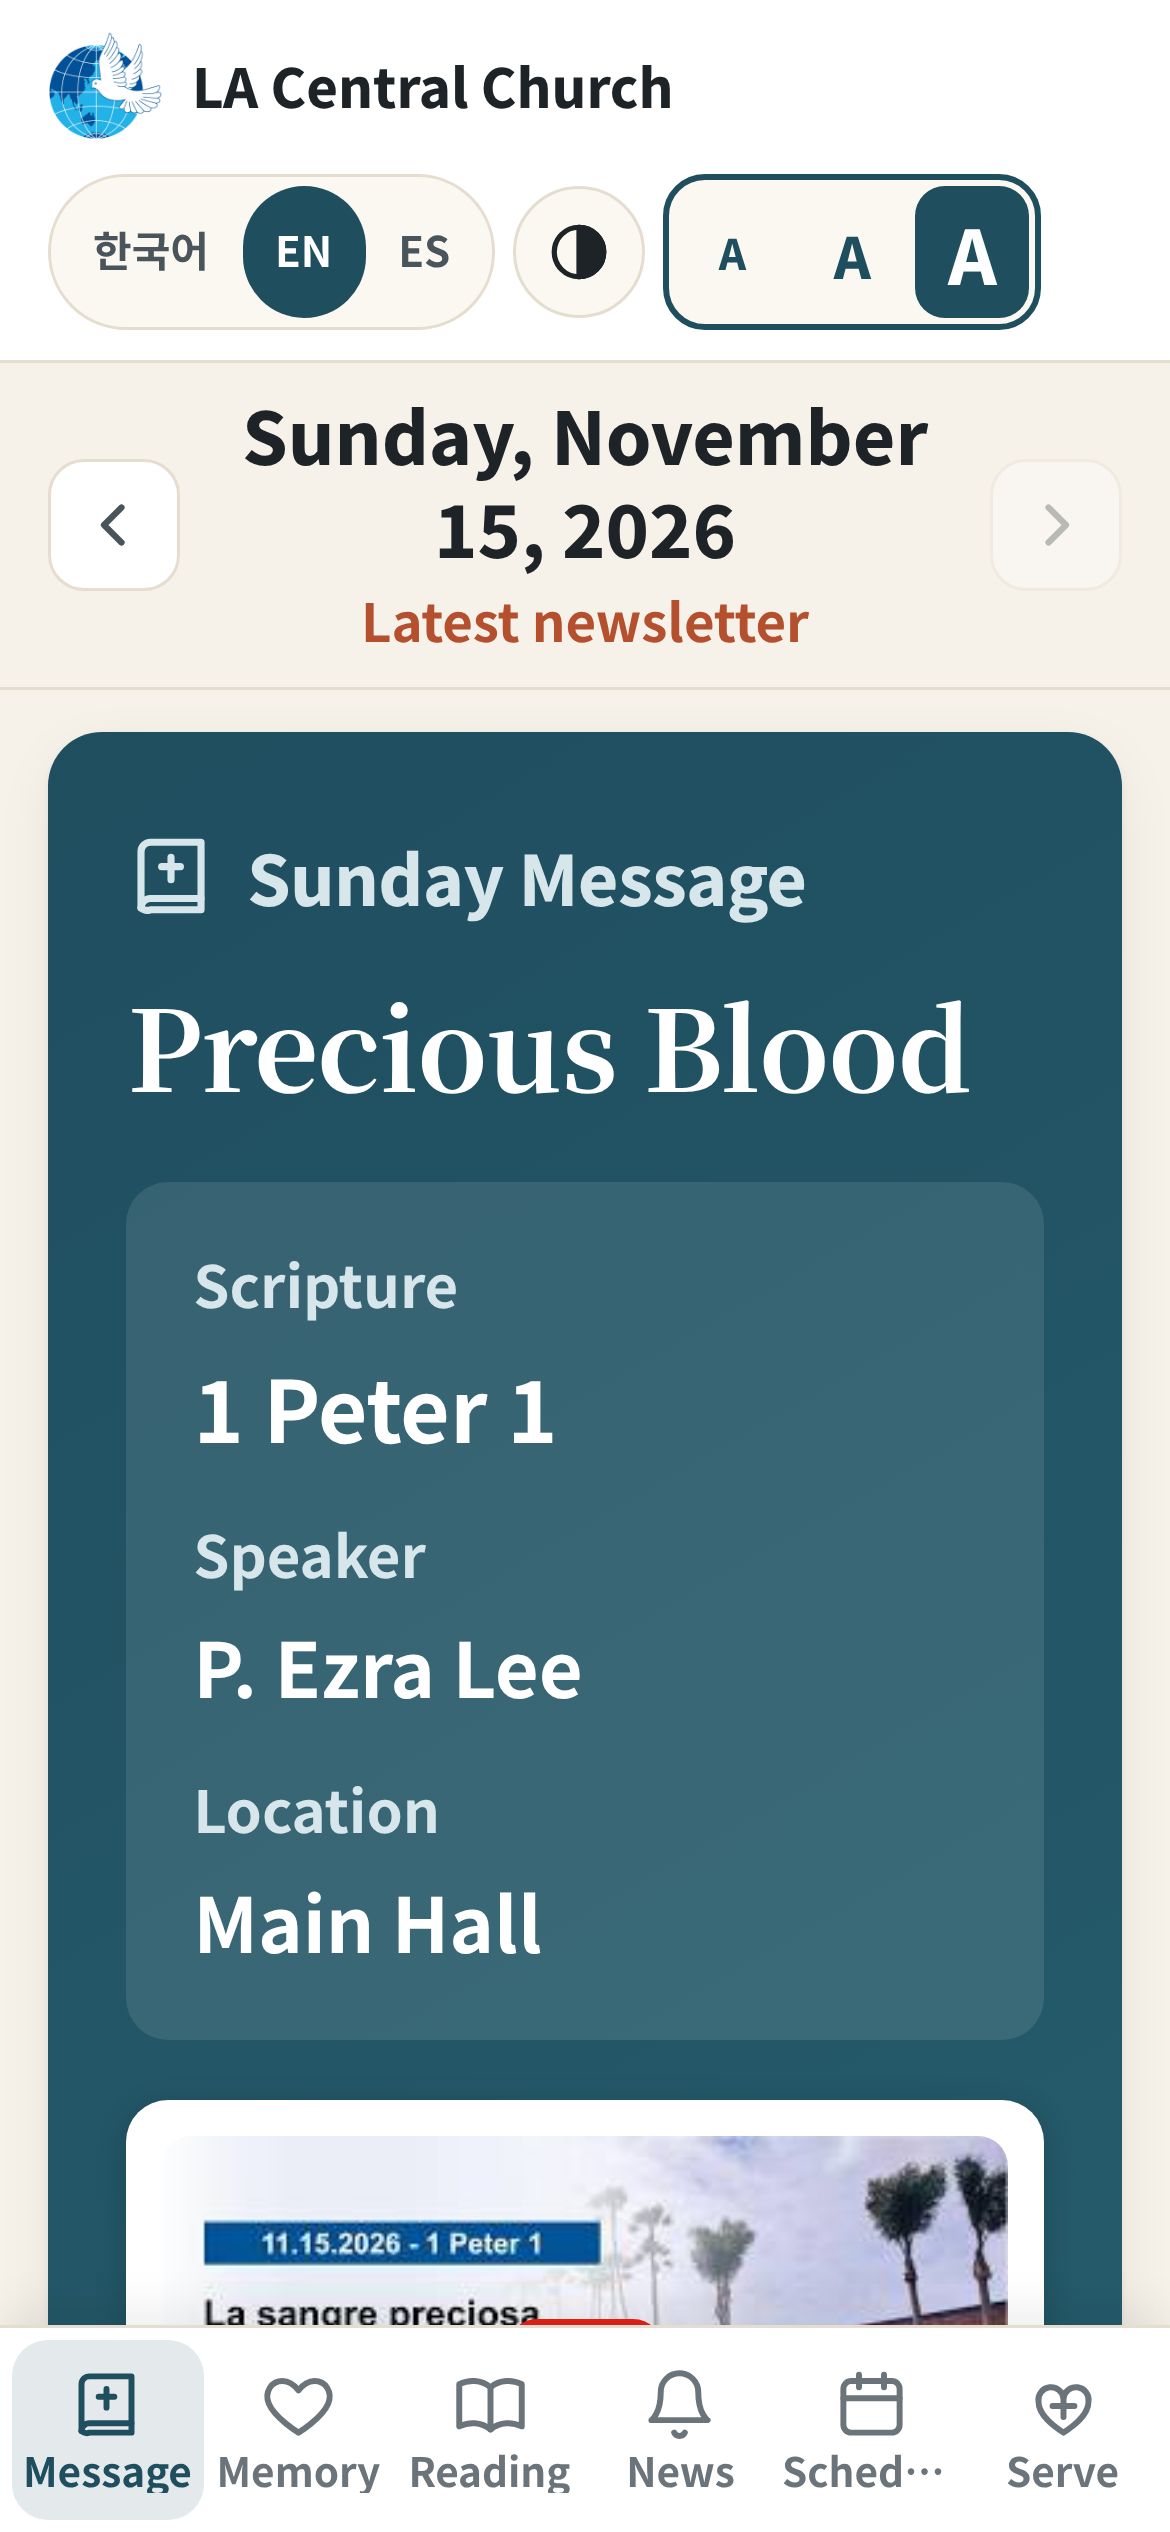 LA Central Church
한국어 EN ES A A A
Sunday, November
15, 2026
Latest newsletter
Sunday Message
Precious Blood
Scripture
1 Peter 1
Speaker
P. Ezra Lee
Location
Main Hall
11.15.2026 - 1 Peter 1
La sangre preciosa
Message Memory Reading News Sched··· Serve